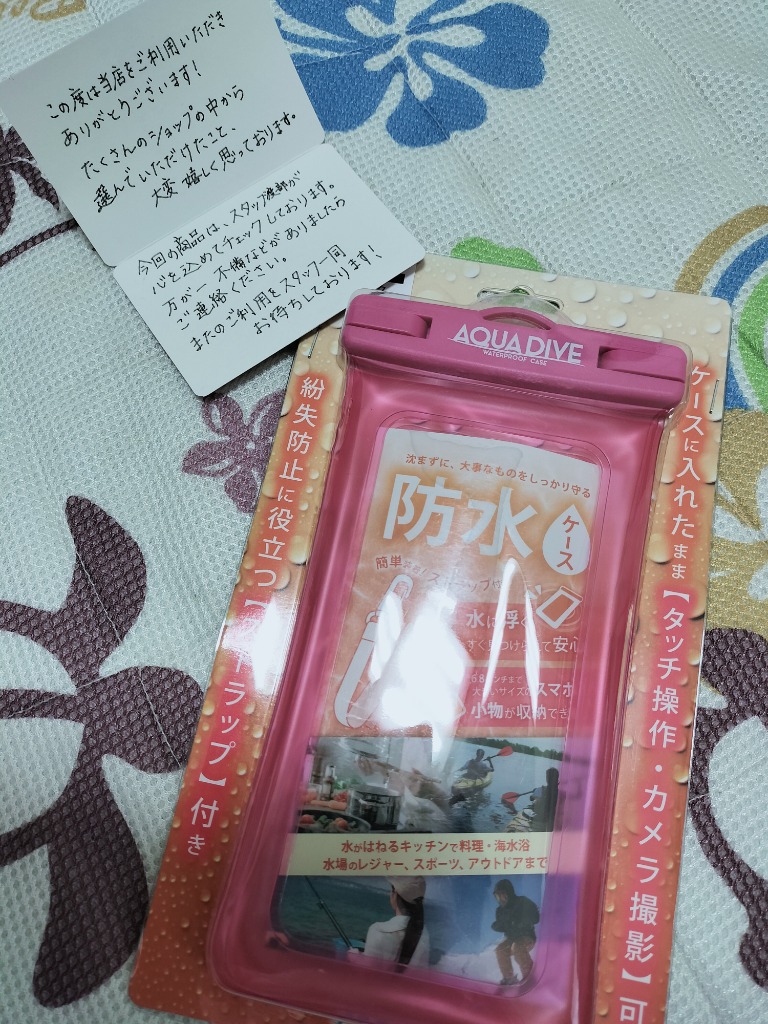 この度は当店をご利用いただき
ありがとうございます!
たくさんのショップの中から
選んでいただけたこと、
大変嬉しく思っております。
今回の商品は、スタッフ渡部が
心を込めてチェックしております。
万が一不備などがありましたら
ご連絡ください。
またのご利用をスタッフ一同
お待ちしております!
AQUA DIVE
WATERPROOF CASE
紛失防止に役立つ【 ラップ】付き
ケースに入れたまま【タッチ操作・カメラ撮影】可
沈まずに、大事なものをしっかり守る
防水
ケース
簡単
水に浮く
すぐ見つけられて安心
大きいサイズのスマホ
小物が収納でき
水がはねるキッチンで料理・海水浴
水場のレジャー、スポーツ、アウトドアまで